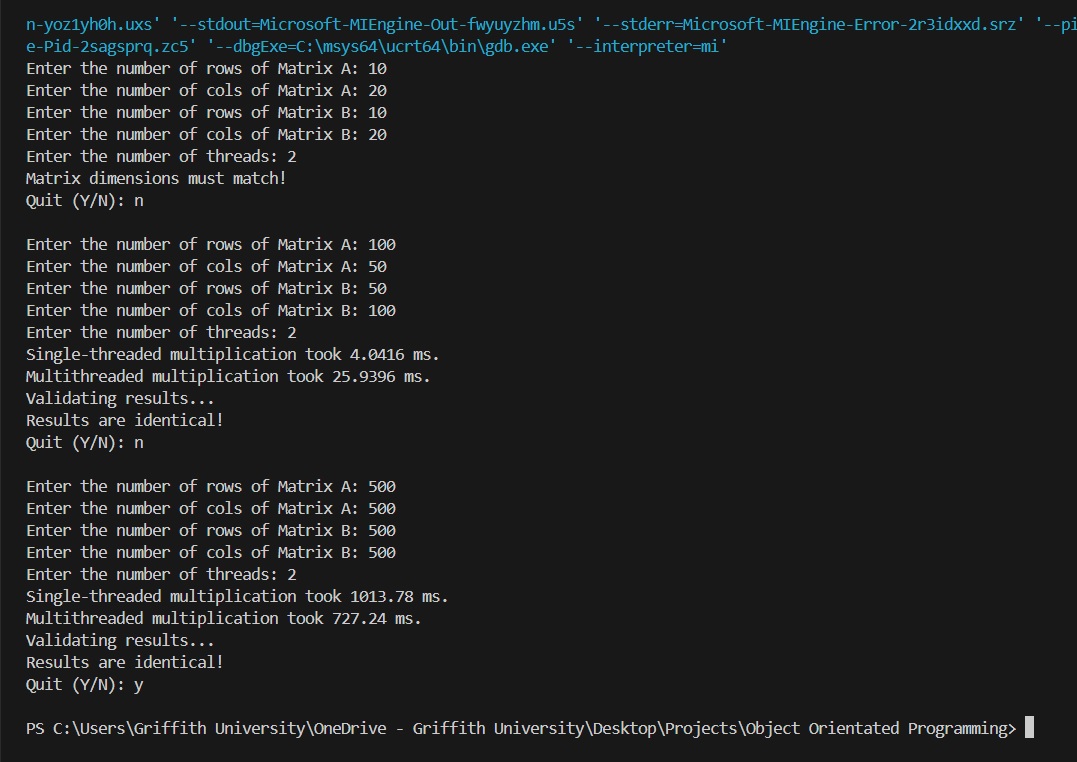 n-yoz1yh0h.uxs' '--stdout=Microsoft-MIEngine-Out-fwyuyzhm.u5s' '--stderr=Microsoft-MIEngine-Error-2r3idxxd.srz' '--pi
e-Pid-2sagsprq.zc5' '--dbgExe=C:\msys64\ucrt64\bin\gdb.exe' '--interpreter=mi'
Enter the number of rows of Matrix A: 10
Enter the number of cols of Matrix A: 20
Enter the number of rows of Matrix B: 10
Enter the number of cols of Matrix B: 20
Enter the number of threads: 2
Matrix dimensions must match!
Quit (Y/N): n
Enter the number of rows of Matrix A: 100
Enter the number of cols of Matrix A: 50
Enter the number of rows of Matrix B: 50
Enter the number of cols of Matrix B: 100
Enter the number of threads: 2
Single-threaded multiplication took 4.0416 ms.
Multithreaded multiplication took 25.9396 ms.
Validating results...
Results are identical!
Quit (Y/N): n
Enter the number of rows of Matrix A: 500
Enter the number of cols of Matrix A: 500
Enter the number of rows of Matrix B: 500
Enter the number of cols of Matrix B: 500
Enter the number of threads: 2
Single-threaded multiplication took 1013.78 ms.
Multithreaded multiplication took 727.24 ms.
Validating results...
Results are identical!
Quit (Y/N): y
PS C:\Users\Griffith University\OneDrive - Griffith University\Desktop\Projects\Object Orientated Programming>